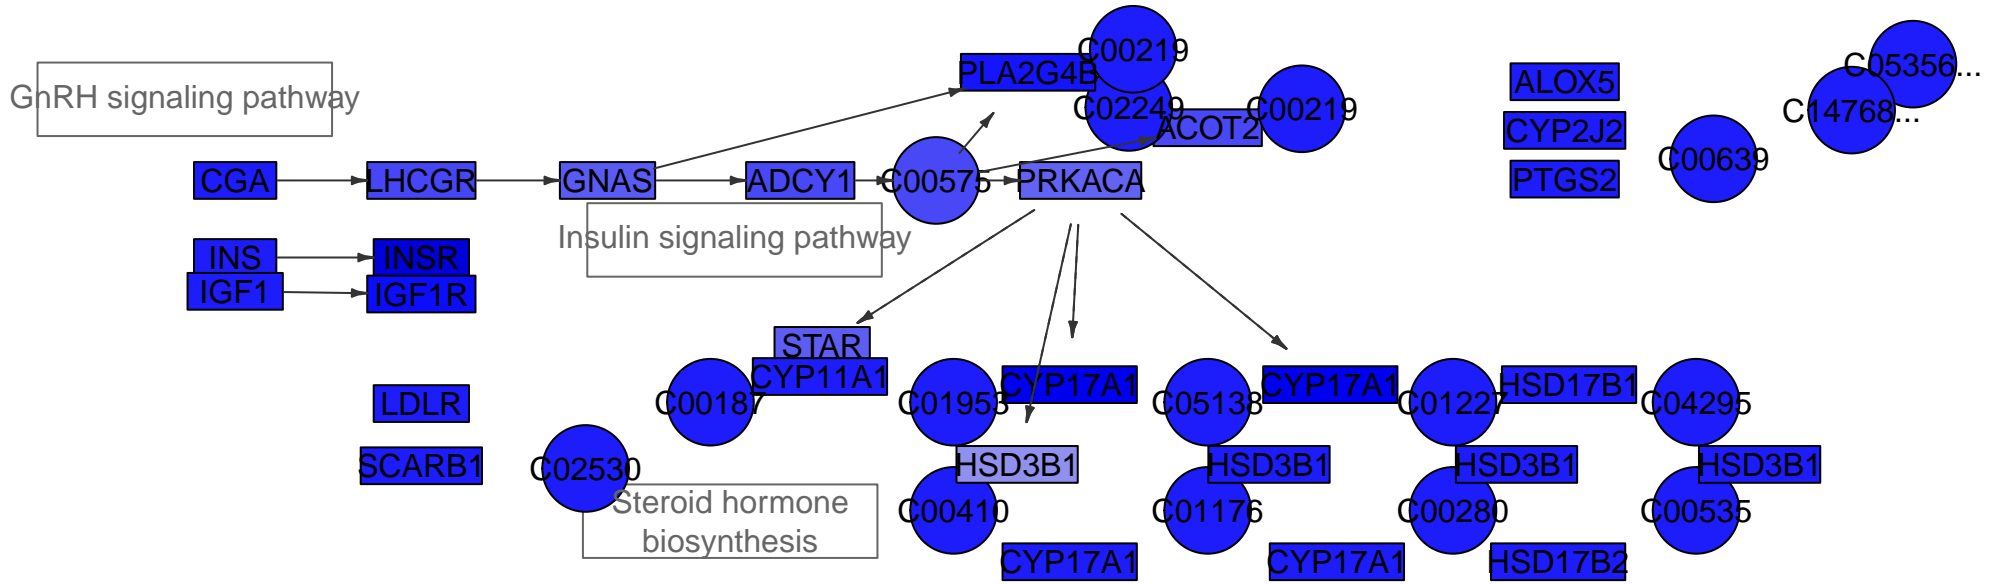 C00219
PLA2G4B
C05356...
GnRH signaling pathway
ALOX5
C02249
C00219
C14768...
ACOT2
CYP2J2
C00639
CGA
LHCGR
GNAS
ADCY1
C00575
PRKACA
PTGS2
Insulin signaling pathway
INS
INSR
IGF1
IGF1R
STAR
CYP11A1
C00187
C01953
CYP17A1
C05138
CYP17A1
C01227
HSD17B1
C04295
LDLR
SCARB1
C02530
HSD3B1
HSD3B1
HSD3B1
HSD3B1
Steroid hormone
biosynthesis
C00410
C01176
C00280
C00535
CYP17A1
CYP17A1
HSD17B2